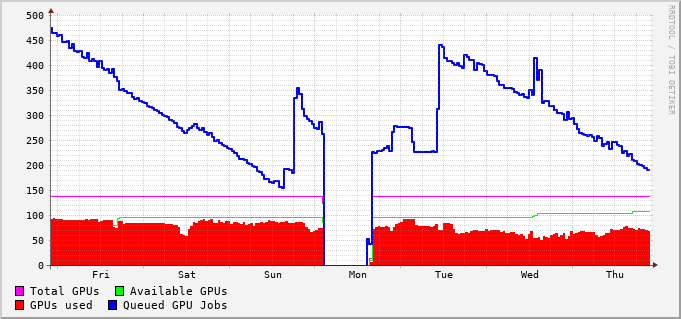 500
450
400
350
300
250
200
150
100
50
0
Fri Sat Sun Mon Tue Wed Thu
Total GPUs Available GPUs
GPUs used Queued GPU Jobs
RRDTOOL / TOBI OETIKER